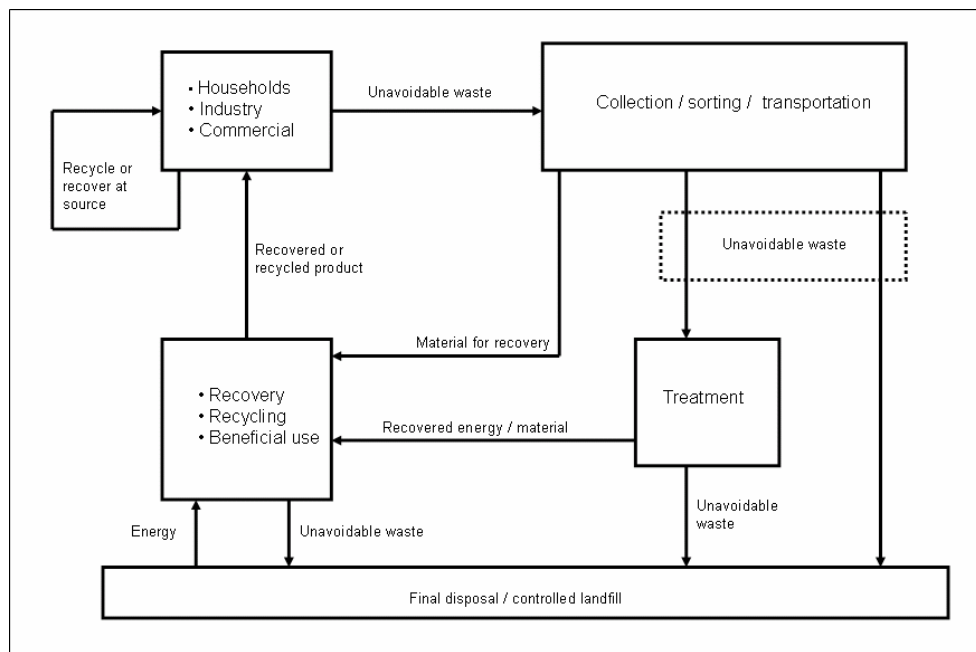 • Households
• Industry
• Commercial
Unavoidable waste
Collection / sorting / transportation
Recycle or
recover at
source
Unavoidable waste
Recovered or
recycled product
Material for recovery
• Recovery
• Recycling
• Beneficial use
Treatment
Recovered energy / material
Energy
Unavoidable waste
Unavoidable
waste
Final disposal / controlled landfill